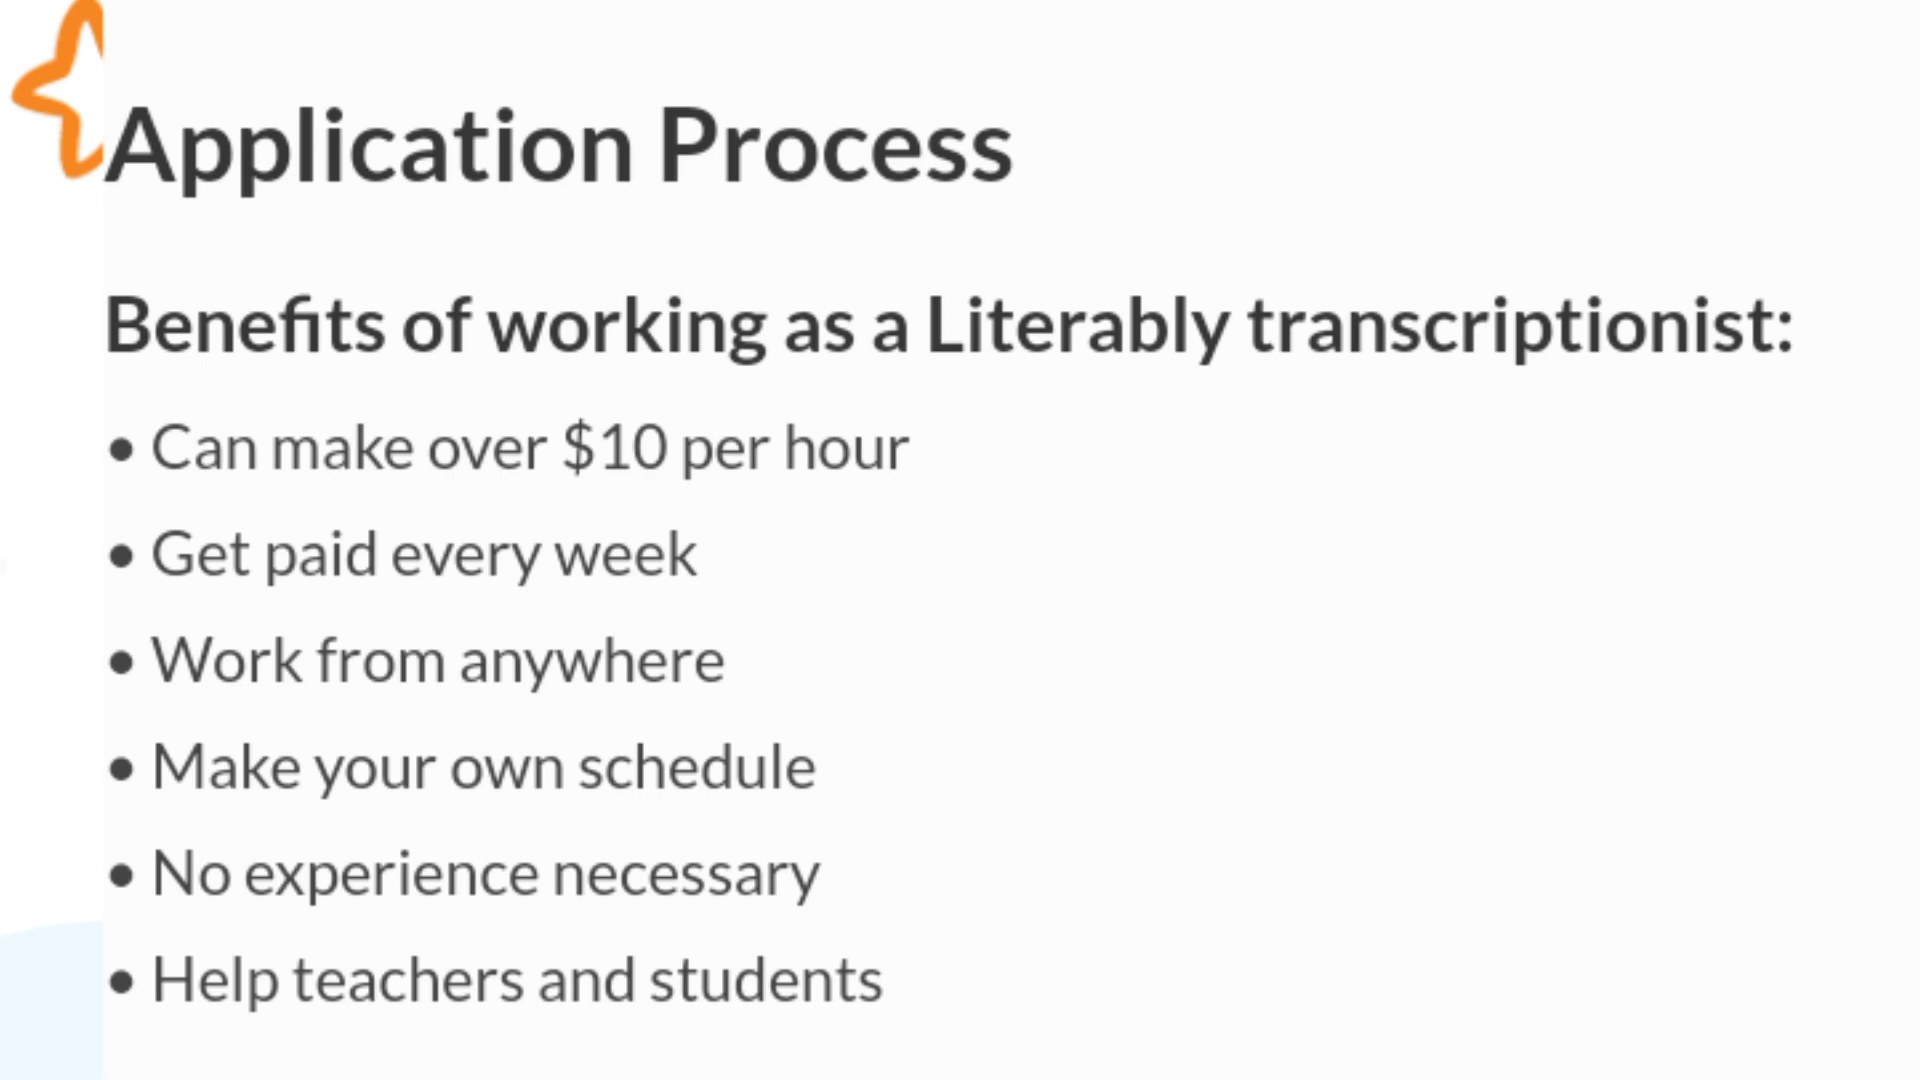 Application Process
Benefits of working as a Literably transcriptionist:
• Can make over $10 per hour
• Get paid every week
• Work from anywhere
• Make your own schedule
• No experience necessary
• Help teachers and students